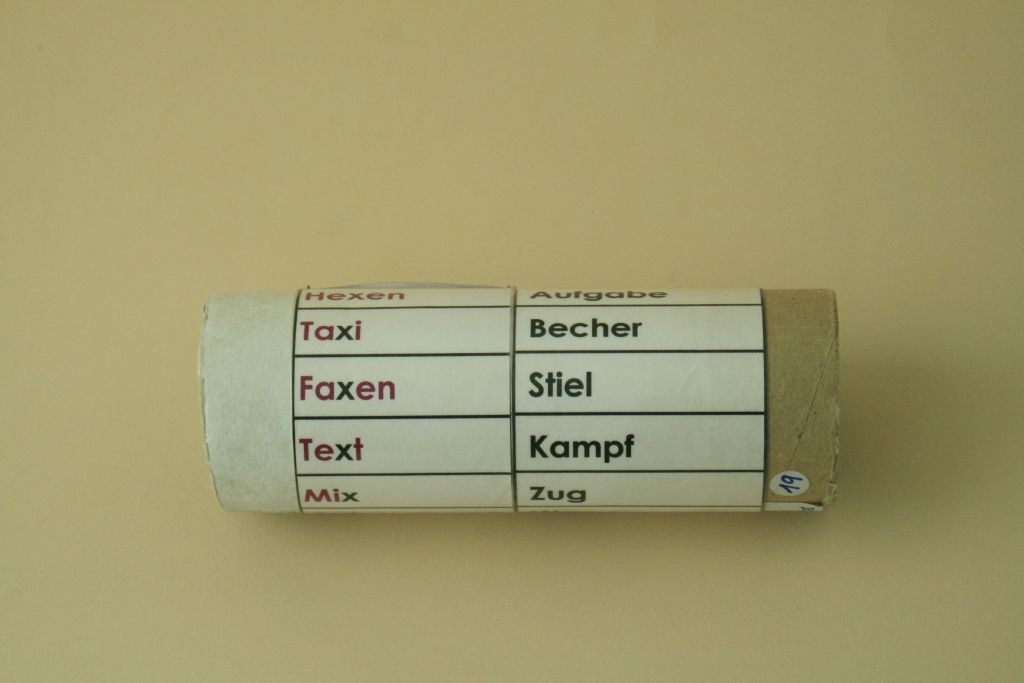 Hexen Aufgabe
Taxi Becher
Faxen Stiel
Text Kampf
Mix Zug
19